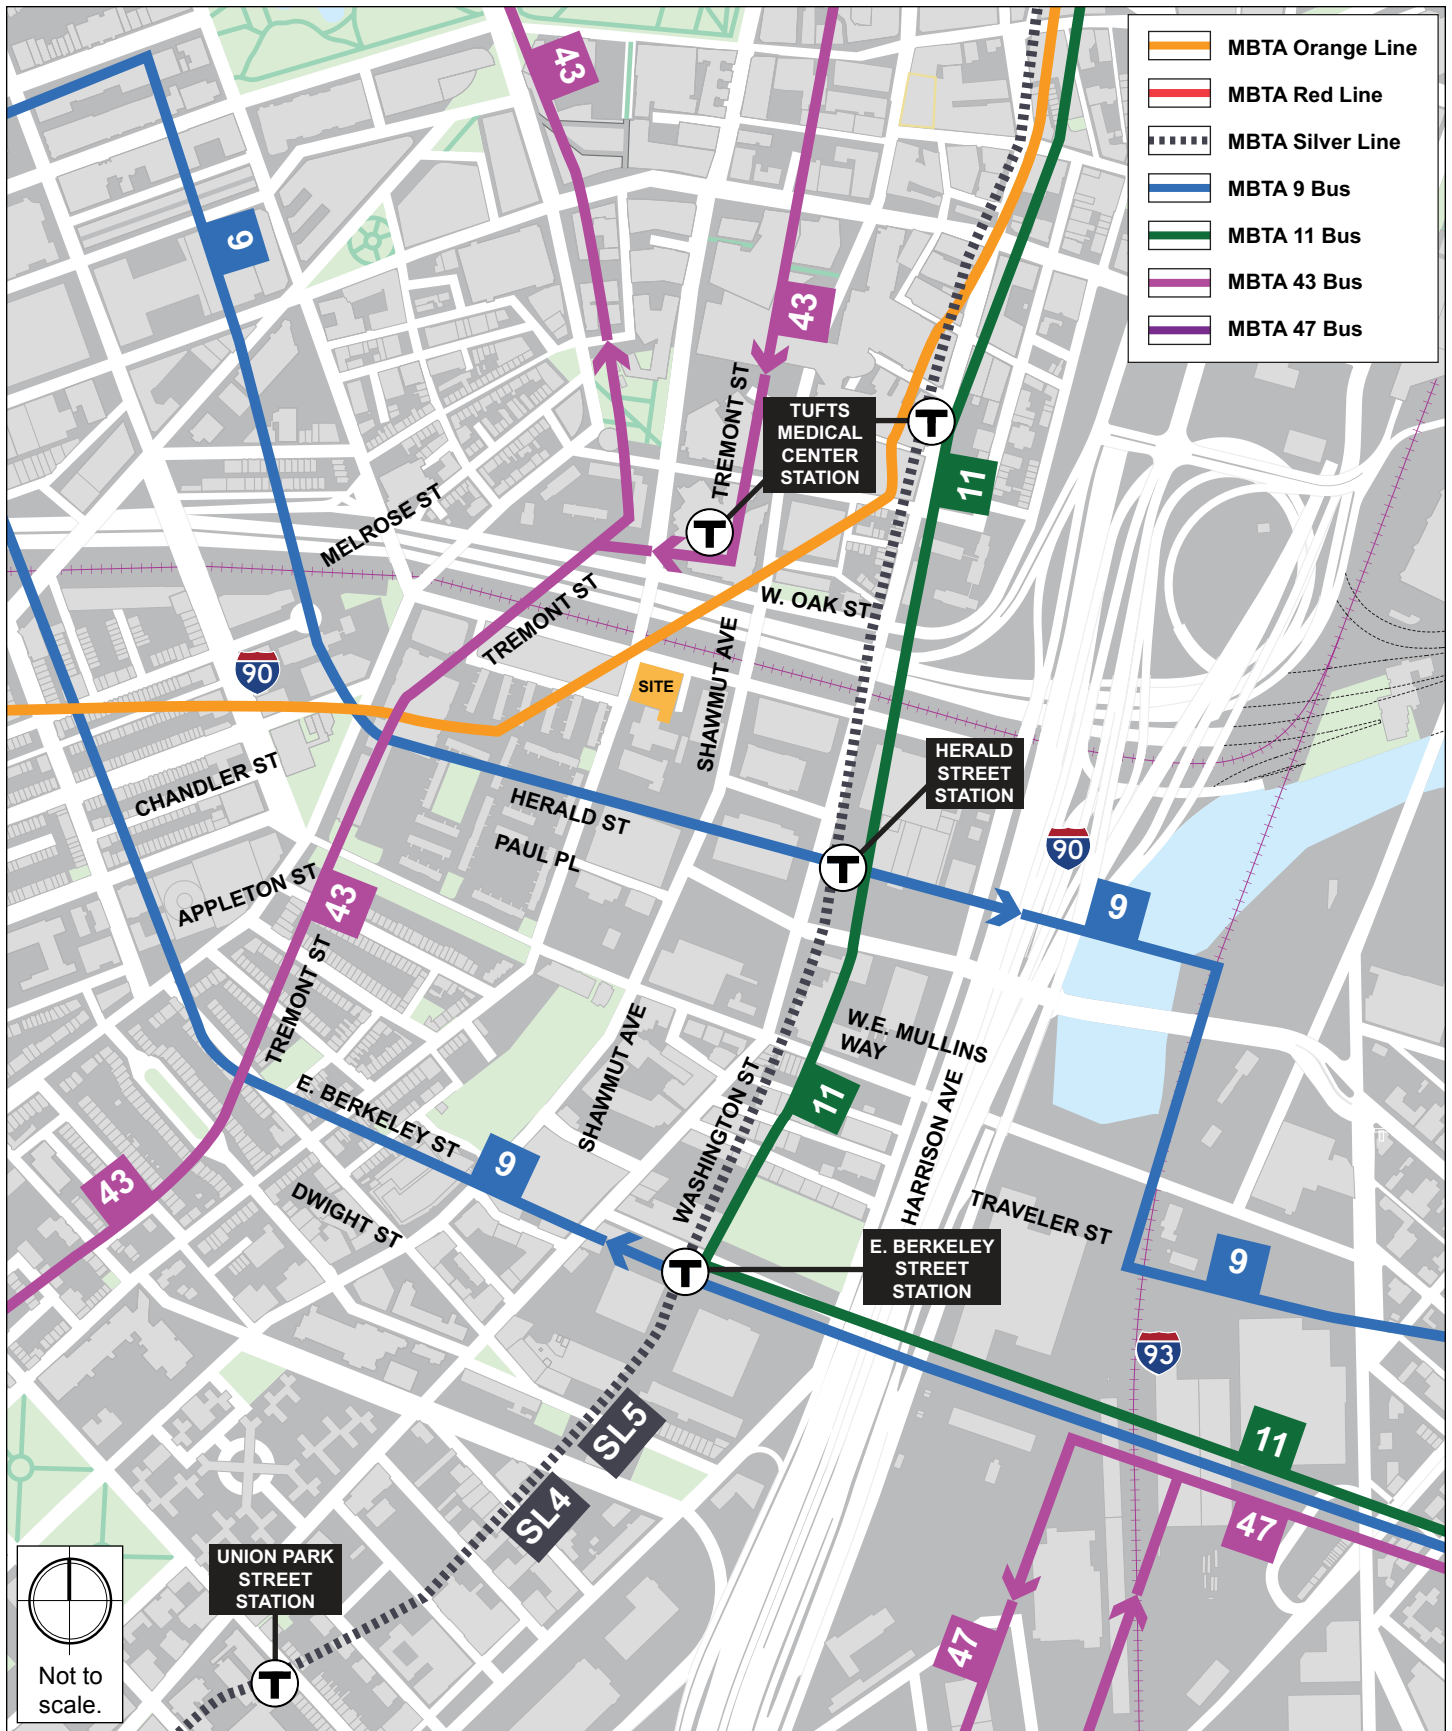 MBTA Orange Line
MBTA Red Line
MBTA Silver Line
MBTA 9 Bus
MBTA 11 Bus
MBTA 43 Bus
MBTA 47 Bus
43
9
43
TREMONT ST
TUFTS
MEDICAL
CENTER
STATION
T
11
MELROSE ST
T
TREMONT ST
W. OAK ST
90
SITE
SHAWMUT AVE
HERALD
STREET
STATION
CHANDLER ST
HERALD ST
PAUL PL
90
T
APPLETON ST
43
9
TREMONT ST
SHAWMUT AVE
W.E. MULLINS
WAY
E. BERKELEY ST
WASHINGTON ST
11
HARRISON AVE
9
43
DWIGHT ST
TRAVELER ST
E. BERKELEY
STREET
STATION
T
9
93
SL5
SL4
11
47
47
UNION PARK
STREET
STATION
T
Not to
scale.